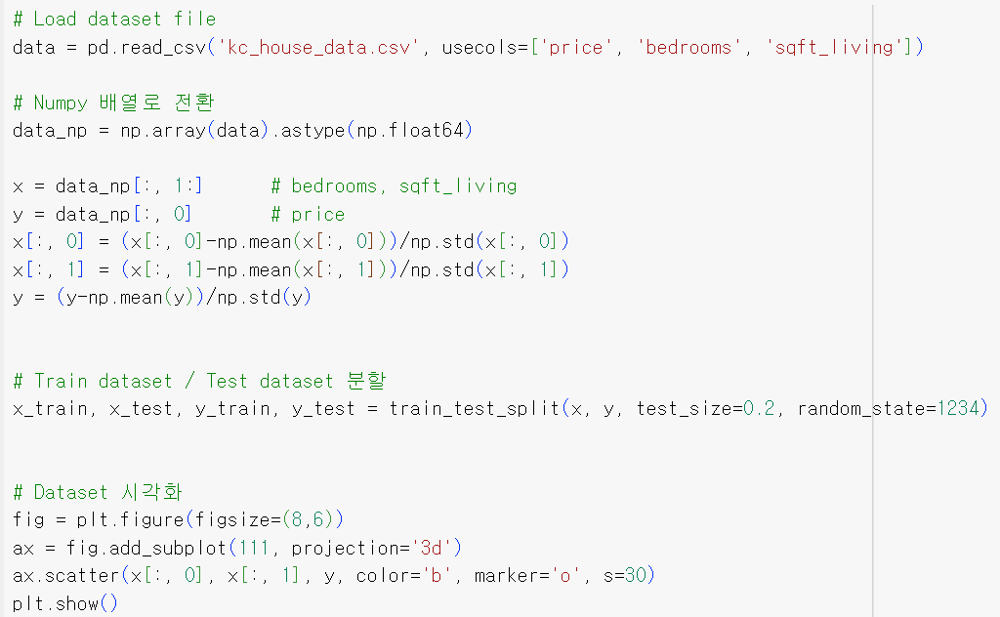 # Load dataset file
data = pd.read_csv('kc_house_data.csv', usecols=['price', 'bedrooms', 'sqft_living'])
# Numpy 배열로 전환
data_np = np.array(data).astype(np.float64)
x = data_np[:, 1:]      # bedrooms, sqft_living
y = data_np[:, 0]       # price
x[:, 0] = (x[:, 0]-np.mean(x[:, 0]))/np.std(x[:, 0])
x[:, 1] = (x[:, 1]-np.mean(x[:, 1]))/np.std(x[:, 1])
y = (y-np.mean(y))/np.std(y)
# Train dataset / Test dataset 분할
x_train, x_test, y_train, y_test = train_test_split(x, y, test_size=0.2, random_state=1234)
# Dataset 시각화
fig = plt.figure(figsize=(8,6))
ax = fig.add_subplot(111, projection='3d')
ax.scatter(x[:, 0], x[:, 1], y, color='b', marker='o', s=30)
plt.show()